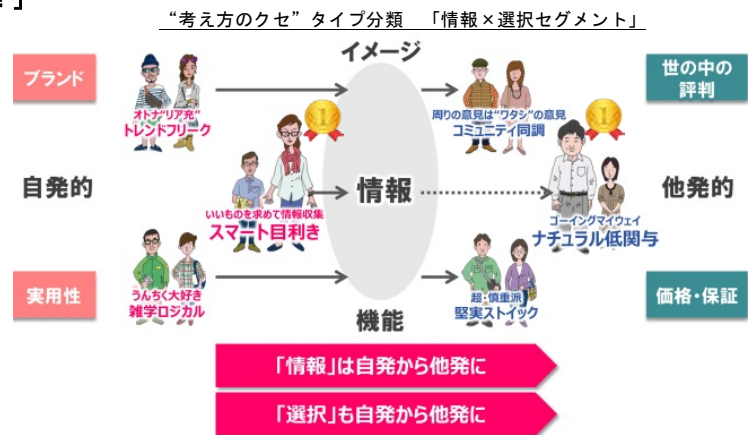 」
“考え方のクセ”タイプ分類　「情報×選択セグメント」
イメージ
ブランド
世の中の
評判
オトナ“リア充”
トレンドフリーク
周りの意見は“ワタシ”の意見
コミュニティ同調
1
1
自発的
情報
他発的
いいものを求めて情報収集
スマート目利き
ゴーイングマイウェイ
ナチュラル低関与
実用性
うんちく大好き
雑学ロジカル
超・慎重派
堅実ストイック
価格・保証
機能
「情報」は自発から他発に
「選択」も自発から他発に